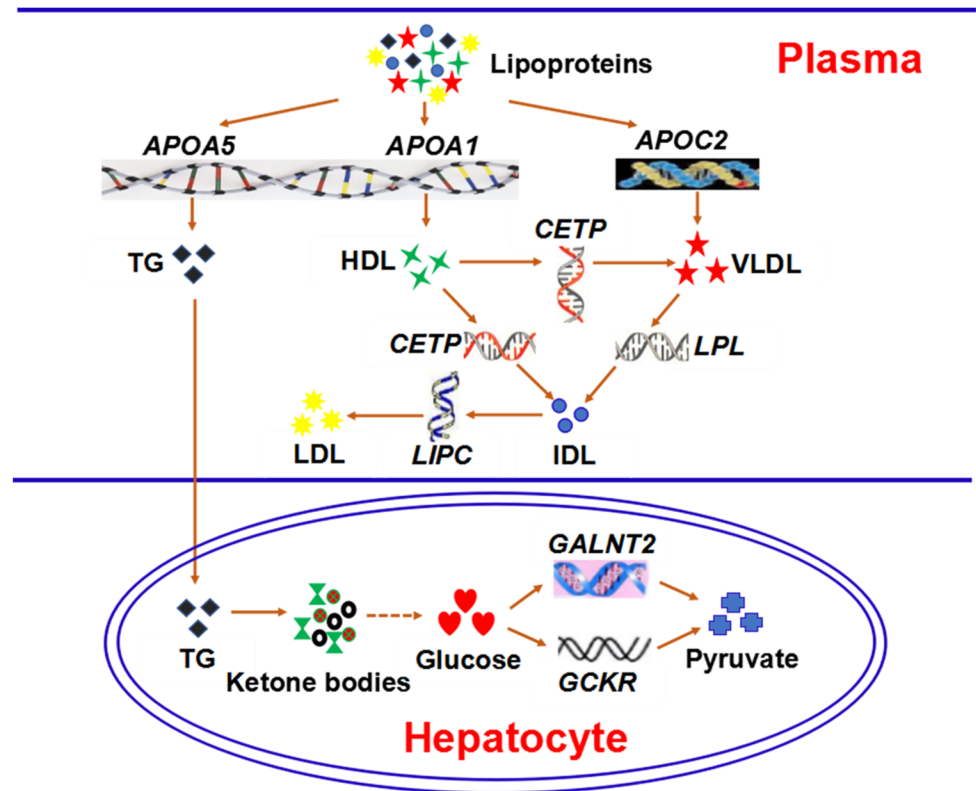 Lipoproteins
Plasma
APOA5
APOA1
APOC2
TG
HDL
CETP
VLDL
CETP
LPL
LDL
LIPC
IDL
GALNT2
TG
Ketone bodies
Glucose
GCKR
Pyruvate
Hepatocyte